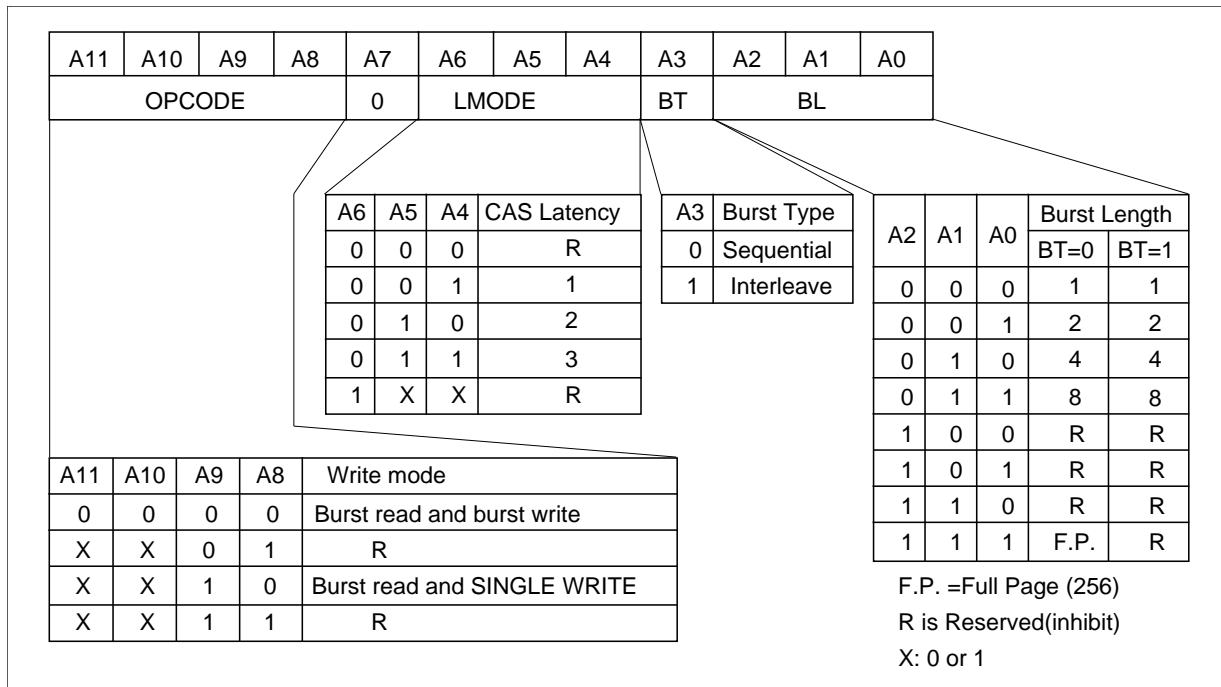 A11 A10 A9 A8 A7 A6 A5 A4 A3 A2 A1 A0
OPCODE 0 LMODE BT BL
A6 A5 A4 CAS Latency
0 0 0 R
0 0 1 1
0 1 0 2
0 1 1 3
1 X X R
A3 Burst Type
0 Sequential
1 Interleave
A2 A1 A0 Burst Length
BT=0 BT=1
0 0 0 1 1
0 0 1 2 2
0 1 0 4 4
0 1 1 8 8
1 0 0 R R
1 0 1 R R
1 1 0 R R
1 1 1 F.P. R
F.P. =Full Page (256)
R is Reserved(inhibit)
X: 0 or 1
A11 A10 A9 A8 Write mode
0 0 0 0 Burst read and burst write
X X 0 1 R
X X 1 0 Burst read and SINGLE WRITE
X X 1 1 R